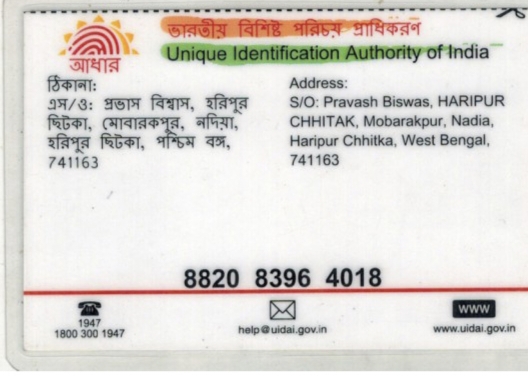 ভারতীয় বিশিষ্ট পরিচয় প্রাধিকরণ
Unique Identification Authority of India
আধার
ঠিকানা:
এস/ও: প্রভাস বিশ্বাস, হরিপুর
ছিটকা, মোবারকপুর, নদিয়া,
হরিপুর ছিটকা, পশ্চিম বঙ্গ,
741163
Address:
S/O: Pravash Biswas, HARIPUR
CHHITAK, Mobarakpur, Nadia,
Haripur Chhitka, West Bengal,
741163
8820 8396 4018
1947
1800 300 1947
help@uidai.gov.in
www
www.uidai.gov.in